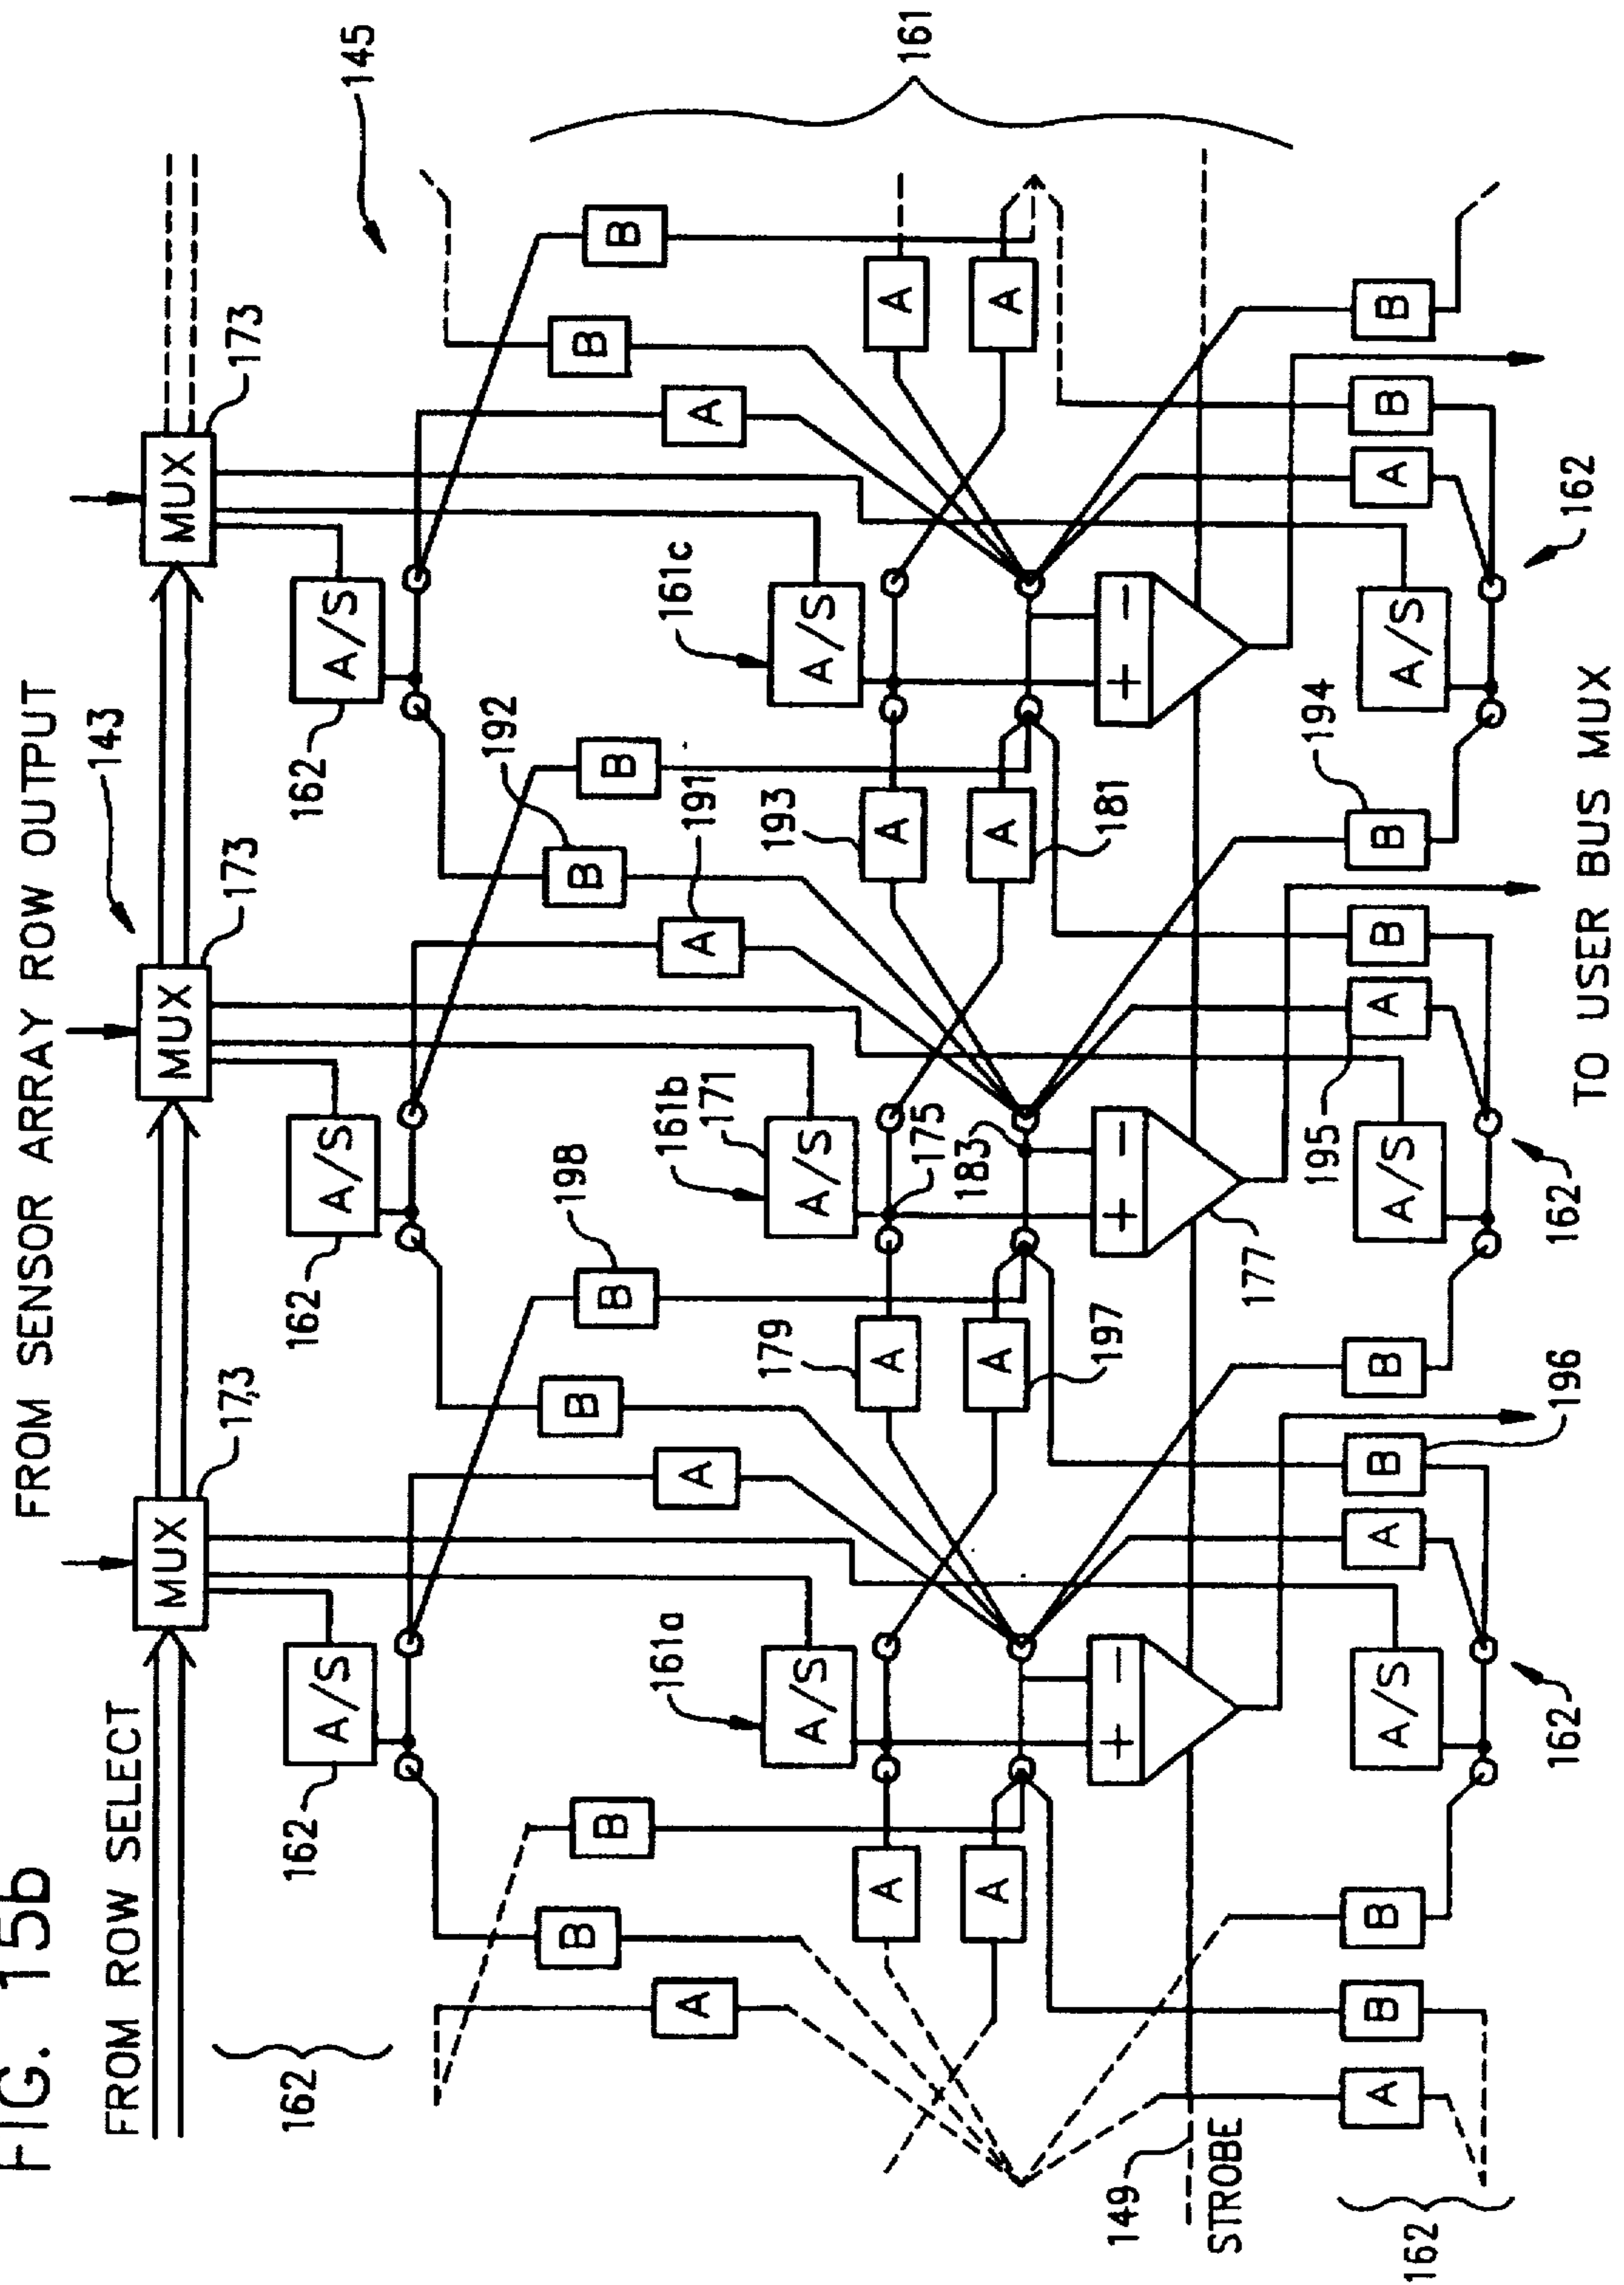 FIG. 15b
FROM SENSOR ARRAY ROW OUTPUT
FROM ROW SELECT
143
145
MUX
173
MUX
173
MUX
173
162
A/S
162
A/S
162
A/S
162
B
198
B
192
B
B
B
B
B
B
A
A
191
A
A
161
161a
A/S
161b
171
A/S
161c
A/S
A
179
A
193
A
A
175
A
197
A
181
A
A
183
+ −
+ −
+ −
177
149
STROBE
A
B
B
A
B
196
B
195
A
B
194
B
A
B
B
162
A/S
162
A/S
162
A/S
162
TO USER BUS MUX